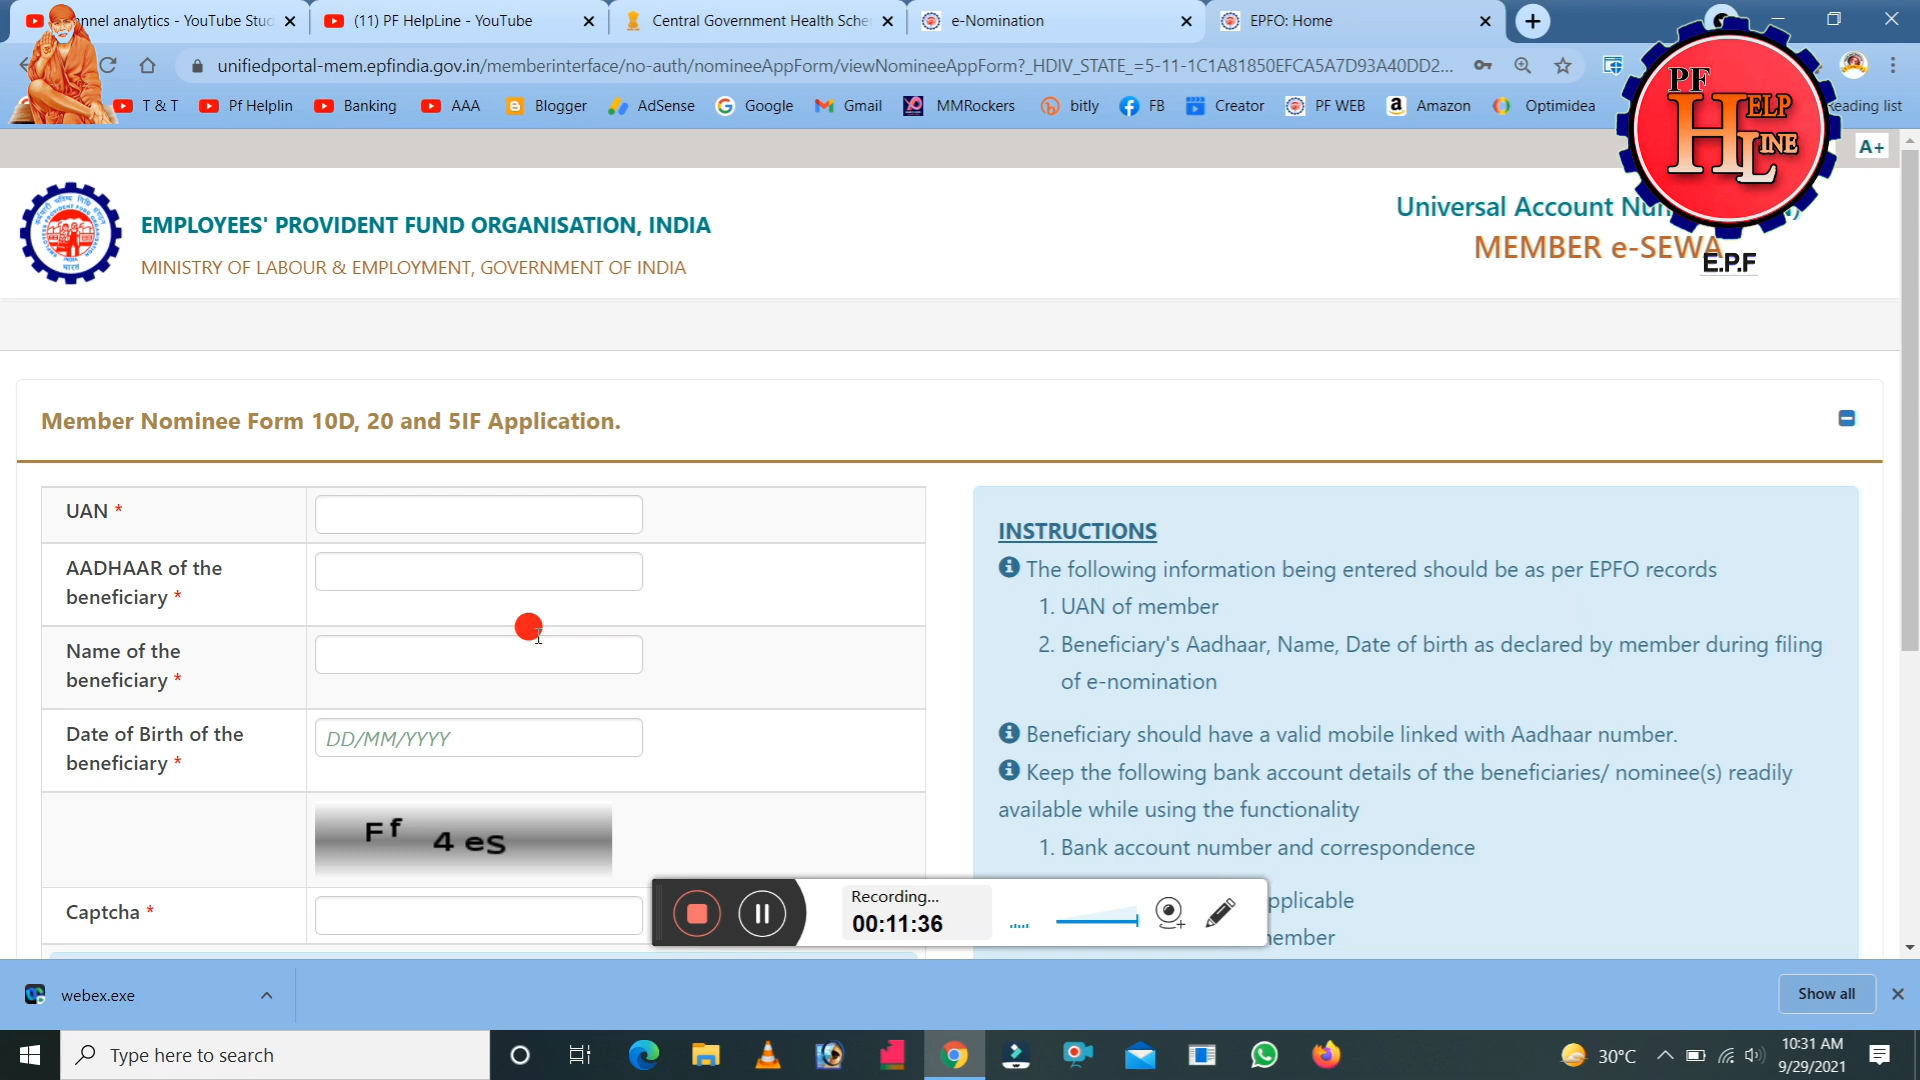 annel analytics - YouTube Stud
(11) PF HelpLine - YouTube
Central Government Health Sche
e-Nomination
EPFO: Home
unifiedportal-mem.epfindia.gov.in/memberinterface/no-auth/nomineeAppForm/viewNomineeAppForm?_HDIV_STATE_=5-11-1C1A81850EFCA5A7D93A40DD2...
T & T
Pf Helplin
Banking
AAA
Blogger
AdSense
Google
Gmail
MMRockers
bitly
FB
Creator
PF WEB
Amazon
Optimidea
eading list
PF
HELP
LINE
E.P.F
A+
EMPLOYEES' PROVIDENT FUND ORGANISATION, INDIA
MINISTRY OF LABOUR & EMPLOYMENT, GOVERNMENT OF INDIA
Universal Account Nu
MEMBER e-SEWA
Member Nominee Form 10D, 20 and 5IF Application.
UAN *
AADHAAR of the
beneficiary *
Name of the
beneficiary *
Date of Birth of the
beneficiary *
DD/MM/YYYY
Ff 4 es
Captcha *
INSTRUCTIONS
The following information being entered should be as per EPFO records
1. UAN of member
2. Beneficiary's Aadhaar, Name, Date of birth as declared by member during filing
of e-nomination
Beneficiary should have a valid mobile linked with Aadhaar number.
Keep the following bank account details of the beneficiaries/ nominee(s) readily
available while using the functionality
1. Bank account number and correspondence
pplicable
ember
Recording...
00:11:36
webex.exe
Show all
Type here to search
30°C
10:31 AM
9/29/2021